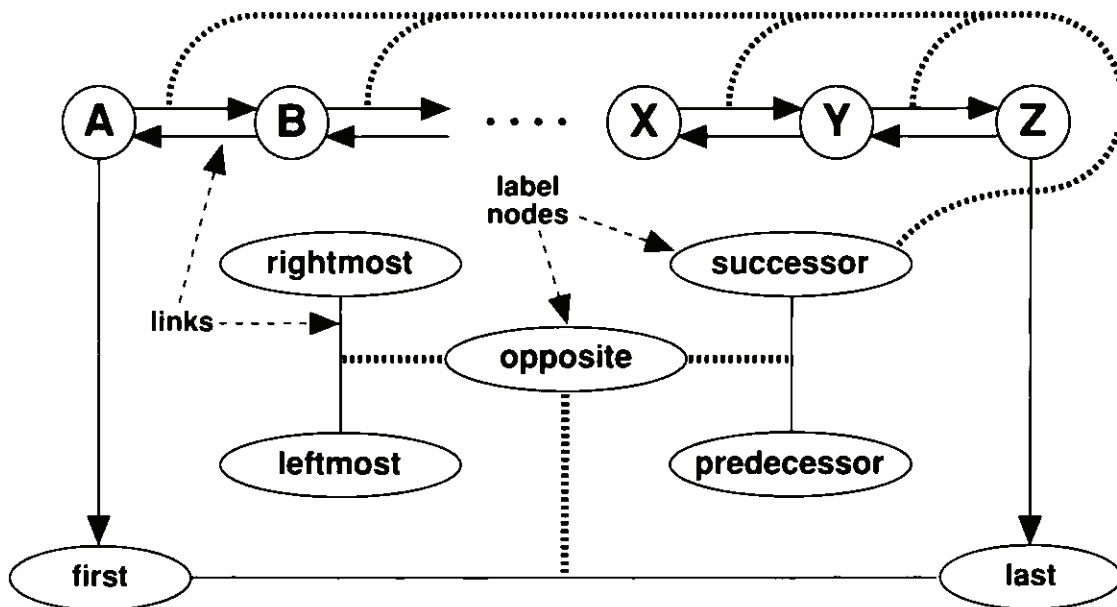 A B . . . . X Y Z
label
nodes
rightmost
successor
links
opposite
leftmost
predecessor
first
last